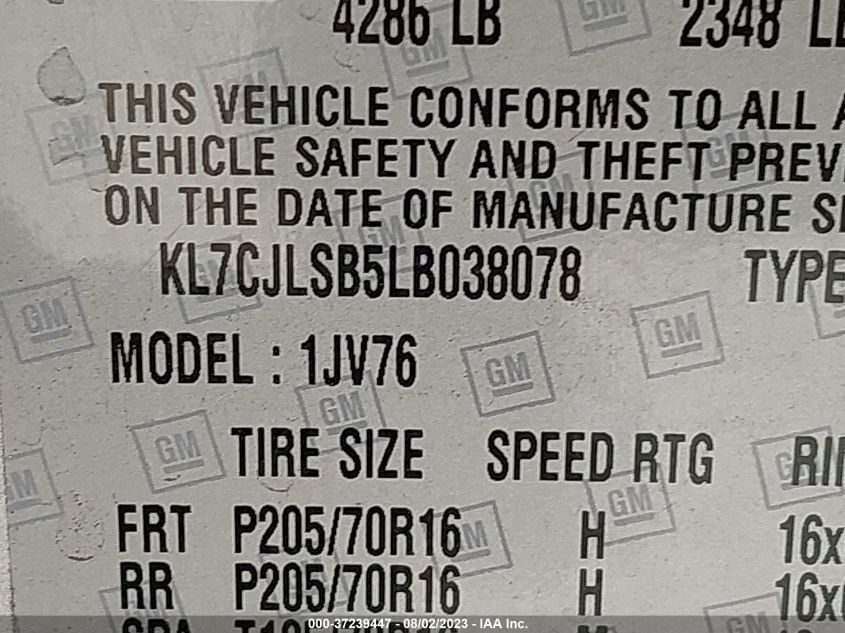 4286 LB 2348
THIS VEHICLE CONFORMS TO ALL
VEHICLE SAFETY AND THEFT
ON THE DATE OF MANUFACTURE
KL7CJLSB5LB038078 TYPE
MODEL : 1JV76
TIRE SIZE SPEED RTG
FRT P205/70R16 H 16x
RR P205/70R16 H 16x
GM
000-37239447 - 08/02/2023 - IAA Inc.